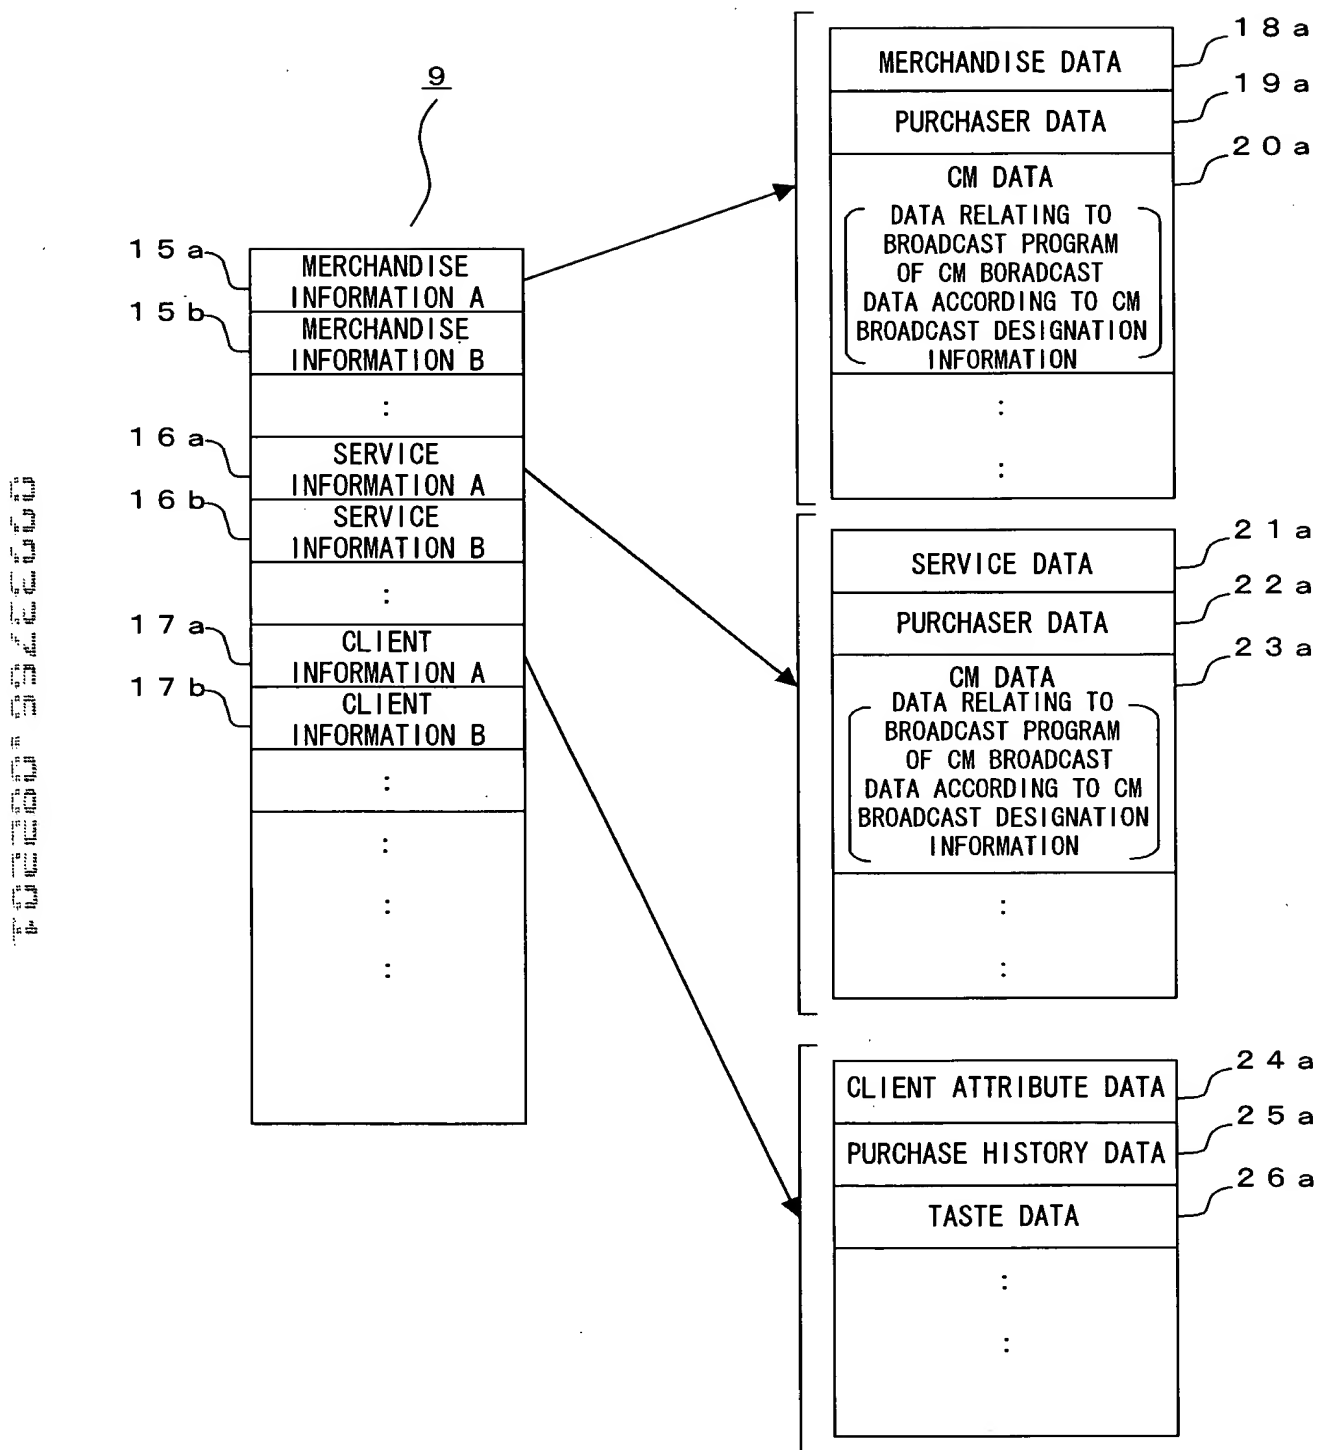 9
15a
MERCHANDISE
INFORMATION A
15b
MERCHANDISE
INFORMATION B
:
16a
SERVICE
INFORMATION A
16b
SERVICE
INFORMATION B
:
17a
CLIENT
INFORMATION A
17b
CLIENT
INFORMATION B
:
:
:
:
18a
MERCHANDISE DATA
19a
PURCHASER DATA
20a
CM DATA
DATA RELATING TO
BROADCAST PROGRAM
OF CM BORADCAST
DATA ACCORDING TO CM
BROADCAST DESIGNATION
INFORMATION
:
:
21a
SERVICE DATA
22a
PURCHASER DATA
23a
CM DATA
DATA RELATING TO
BROADCAST PROGRAM
OF CM BROADCAST
DATA ACCORDING TO CM
BROADCAST DESIGNATION
INFORMATION
:
:
24a
CLIENT ATTRIBUTE DATA
25a
PURCHASE HISTORY DATA
26a
TASTE DATA
:
: